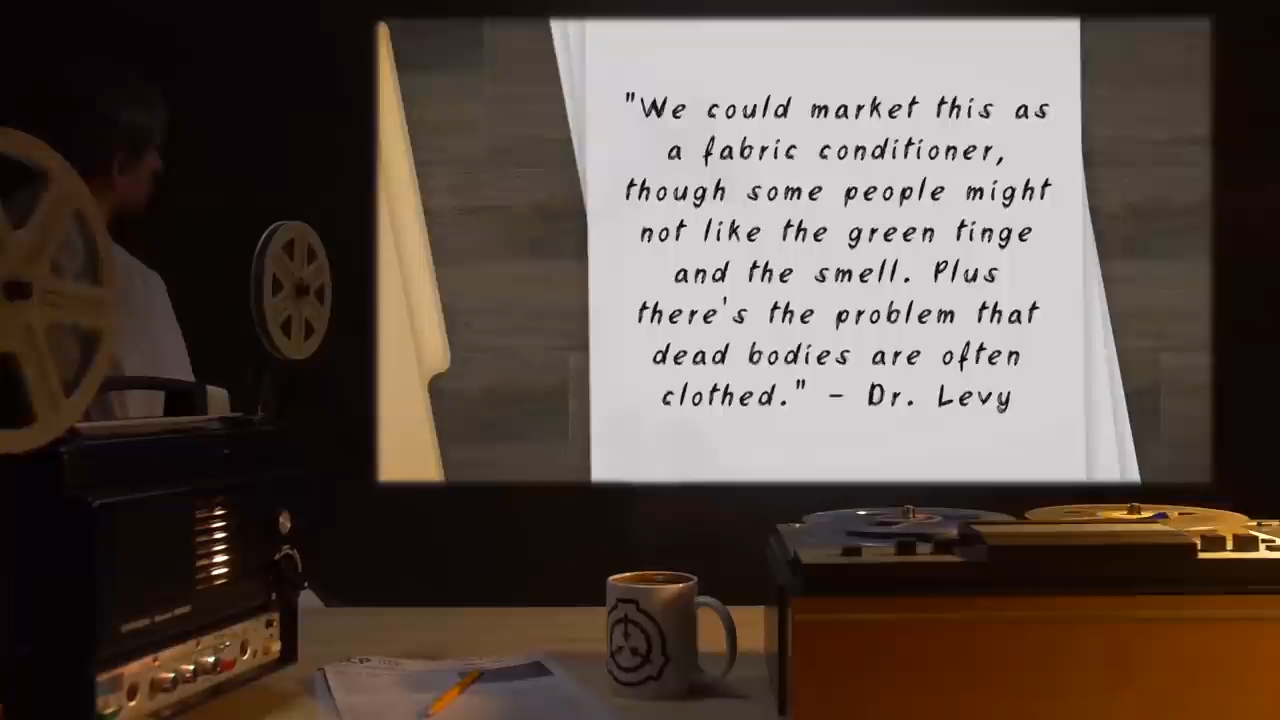 "We could market this as
a fabric conditioner,
though some people might
not like the green tinge
and the smell. Plus
there's the problem that
dead bodies are often
clothed." - Dr. Levy